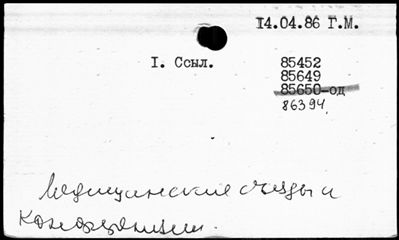 14.04.86 Г.М.
I. Ссыл. 85452
85649
85650-од
86394
Медицинские съезды и
конференции.